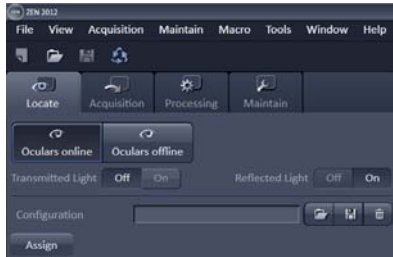 ZEN 2012
File View Acquisition Maintain Macro Tools Window Help
Locate Acquisition Processing Maintain
Oculars online Oculars offline
Transmitted Light Off On Reflected Light Off On
Configuration
Assign